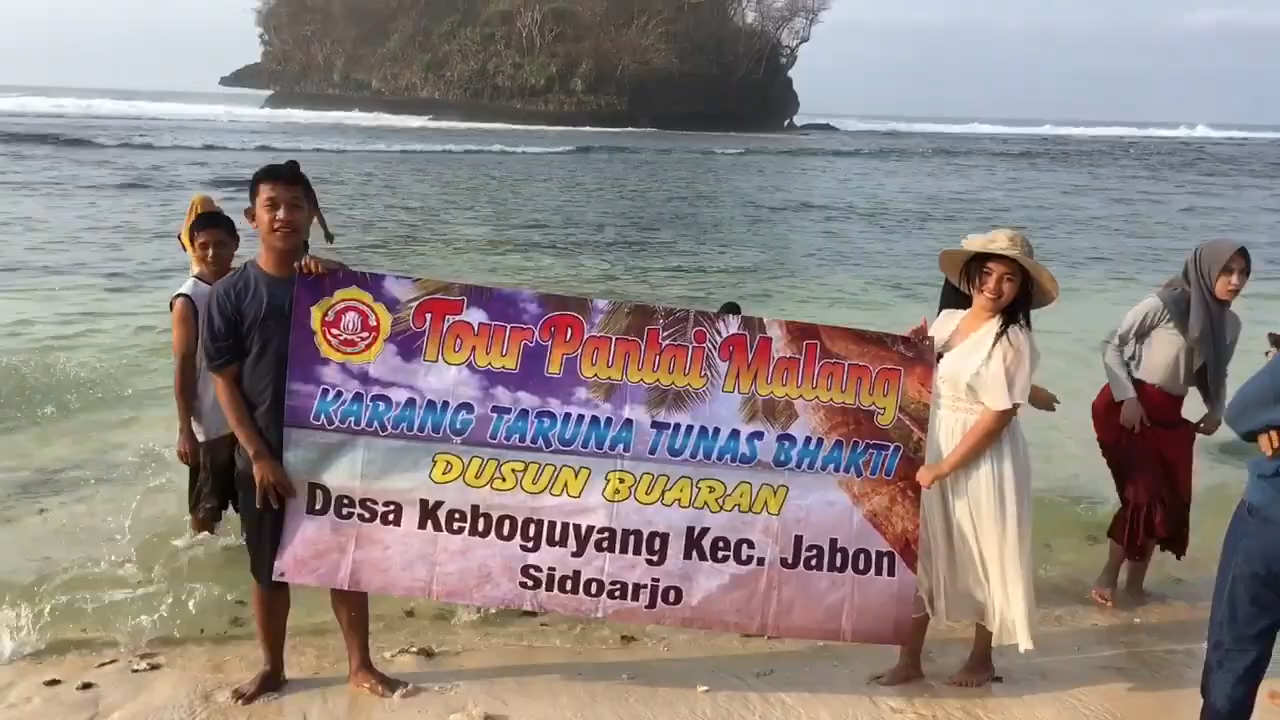 Tour Pantai Malang
KARANG TARUNA TUNAS BHAKTI
DUSUN BUARAN
Desa Keboguyang Kec. Jabon
Sidoarjo